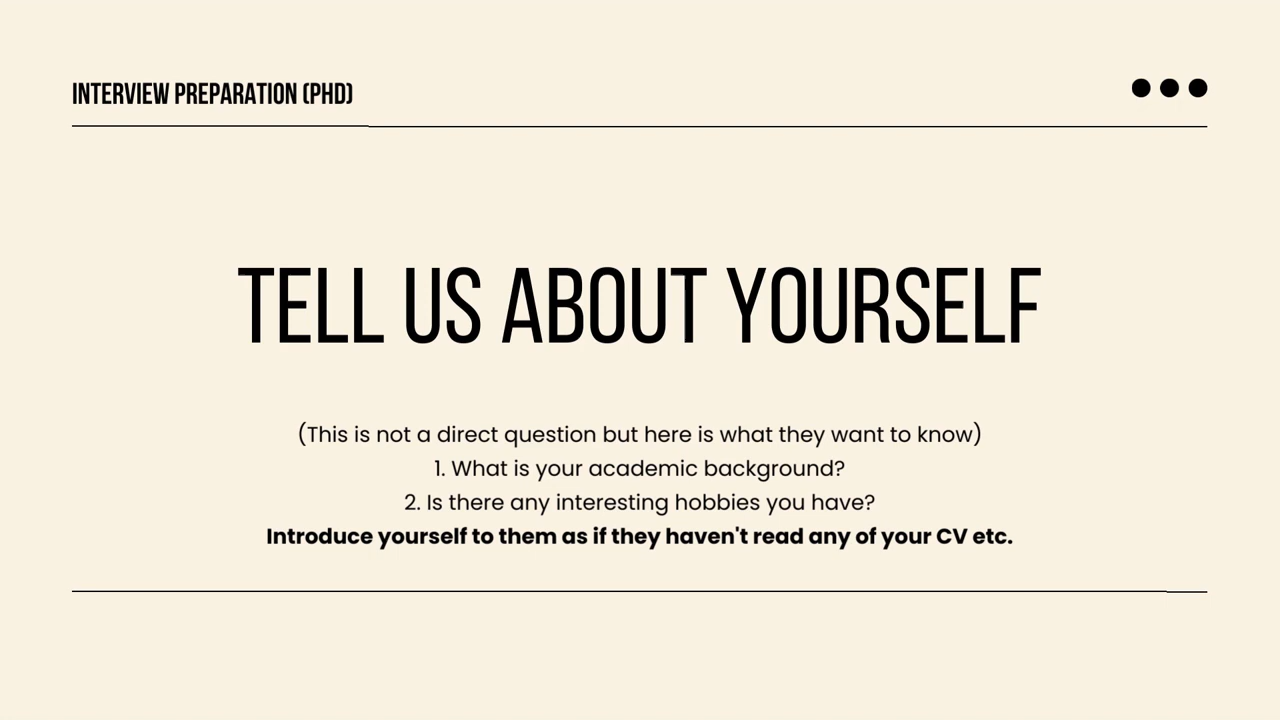 INTERVIEW PREPARATION (PHD)
TELL US ABOUT YOURSELF
(This is not a direct question but here is what they want to know)
1. What is your academic background?
2. Is there any interesting hobbies you have?
Introduce yourself to them as if they haven't read any of your CV etc.